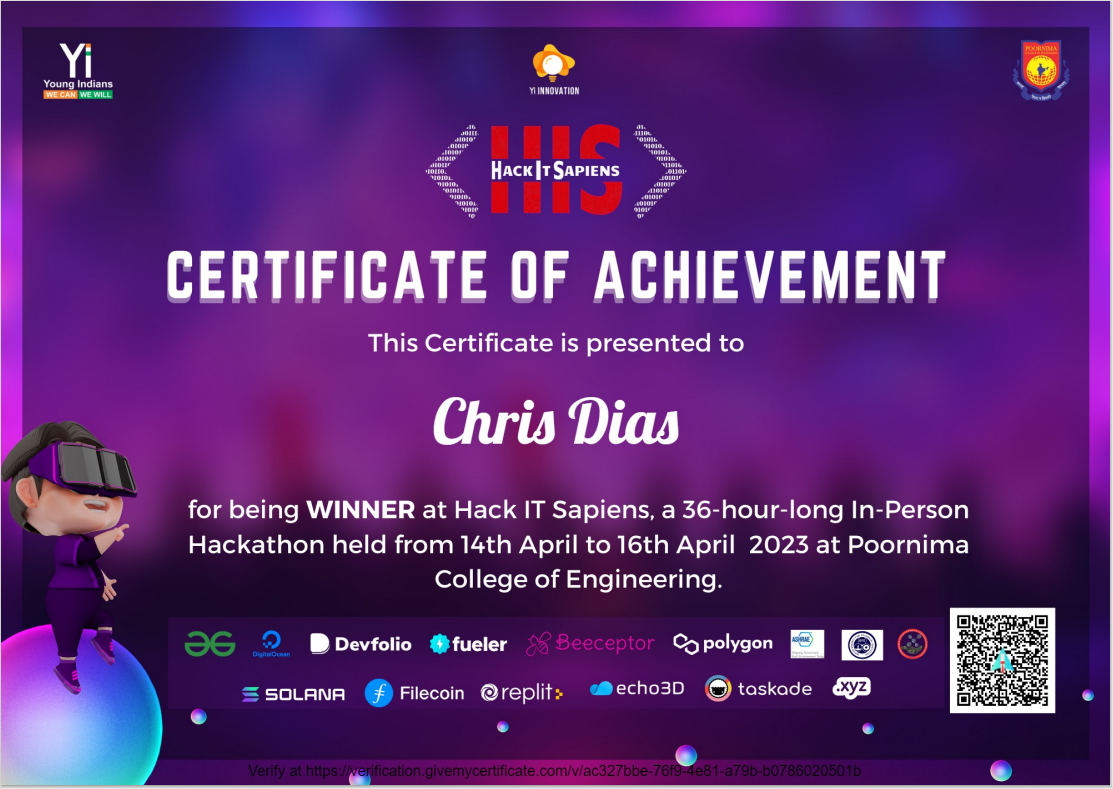 Yi
Young Indians
WE CAN WE WILL
YI INNOVATION
POORNIMA
HIS
HACK IT SAPIENS
CERTIFICATE OF ACHIEVEMENT
This Certificate is presented to
Chris Dias
for being WINNER at Hack IT Sapiens, a 36-hour-long In-Person
Hackathon held from 14th April to 16th April 2023 at Poornima
College of Engineering.
DigitalOcean Devfolio fueler Beeceptor polygon ASHRAE
SOLANA Filecoin replit echo3D taskade .xyz
Verify at https://verification.givemycertificate.com/v/ac327bbe-76f9-4e81-a79b-b0786020501b